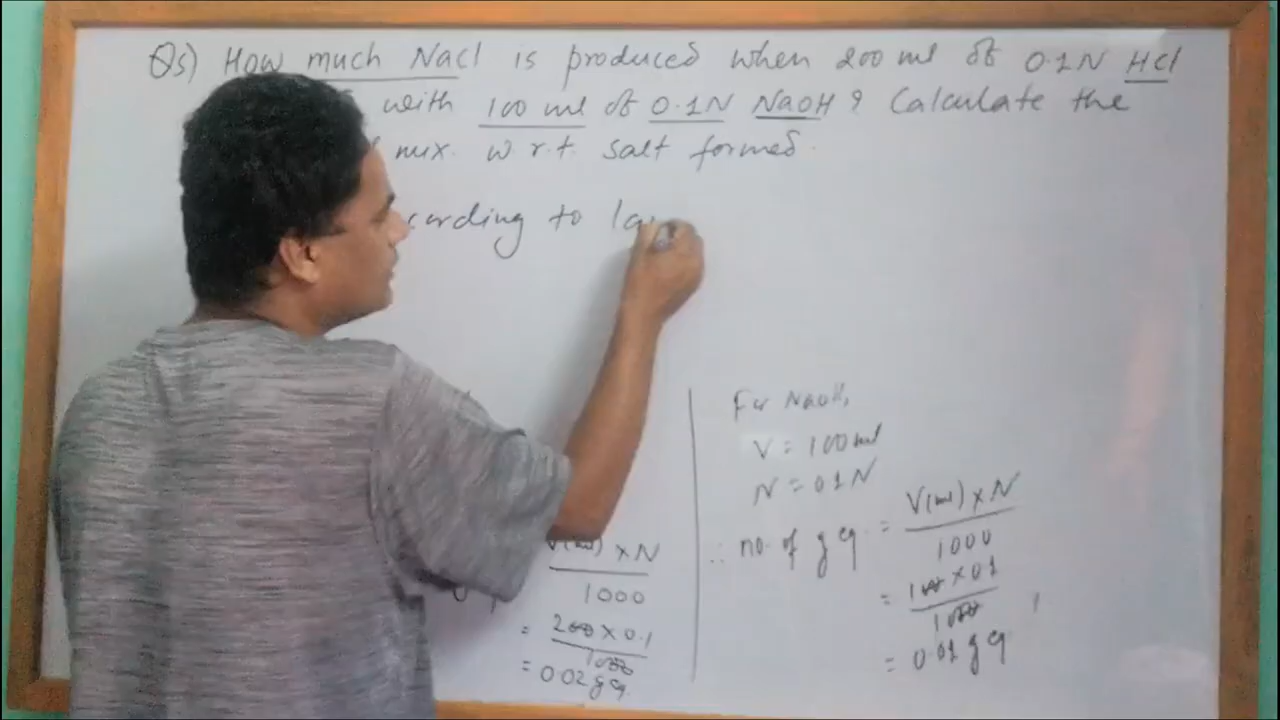 Qs) How much NaCl is produced when 200 ml of 0.1N HCl
with 100 ml of 0.1N NaOH? Calculate the
mix. w.r.t. salt formed.
cording to la
For NaOH,
V = 100 ml
N = 0.1N
∴ no. of g eq = V(ml) x N / 1000
= 100 x 0.1 / 1000
= 0.01 g eq
V(ml) x N / 1000
= 200 x 0.1 / 1000
= 0.02 g eq